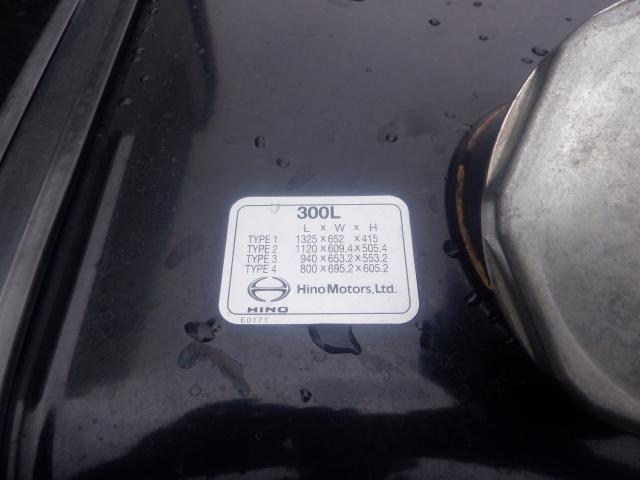 300L
L × W × H
TYPE 1 1325×652 ×415
TYPE 2 1120×609.4×505.4
TYPE 3 940×653.2×553.2
TYPE 4 800×695.2×605.2
HINO
Hino Motors, Ltd.
E0171